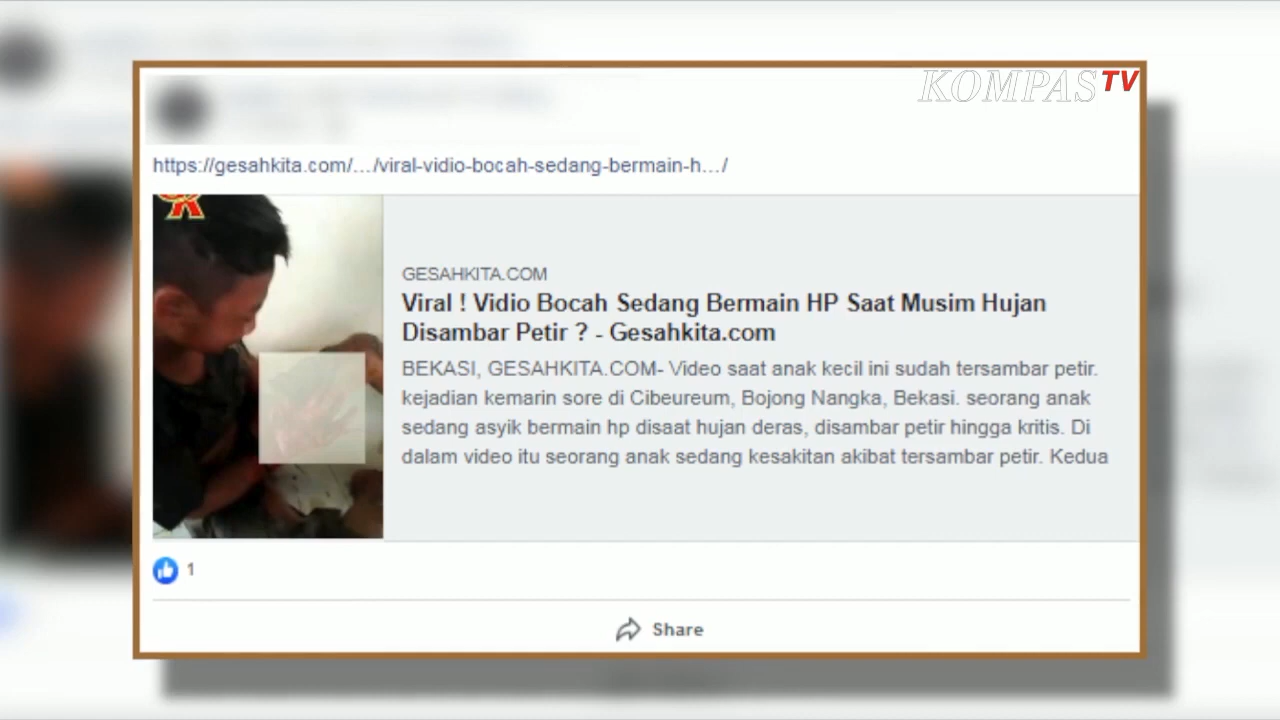 KOMPAS TV
https://gesahkita.com/.../viral-vidio-bocah-sedang-bermain-h.../
GESAHKITA.COM
Viral ! Vidio Bocah Sedang Bermain HP Saat Musim Hujan
Disambar Petir ? - Gesahkita.com
BEKASI, GESAHKITA.COM- Video saat anak kecil ini sudah tersambar petir.
kejadian kemarin sore di Cibeureum, Bojong Nangka, Bekasi. seorang anak
sedang asyik bermain hp disaat hujan deras, disambar petir hingga kritis. Di
dalam video itu seorang anak sedang kesakitan akibat tersambar petir. Kedua
1
Share